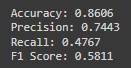 Accuracy: 0.8606
Precision: 0.7443
Recall: 0.4767
F1 Score: 0.5811